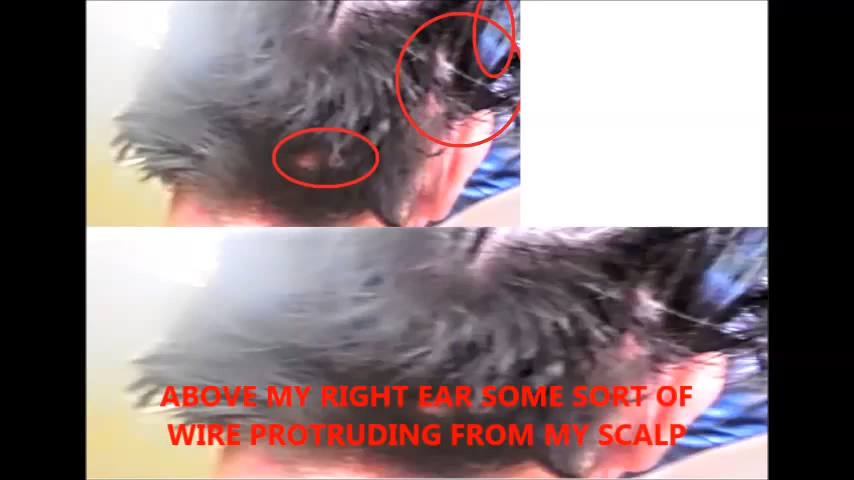 ABOVE MY RIGHT EAR SOME SORT OF
WIRE PROTRUDING FROM MY SCALP